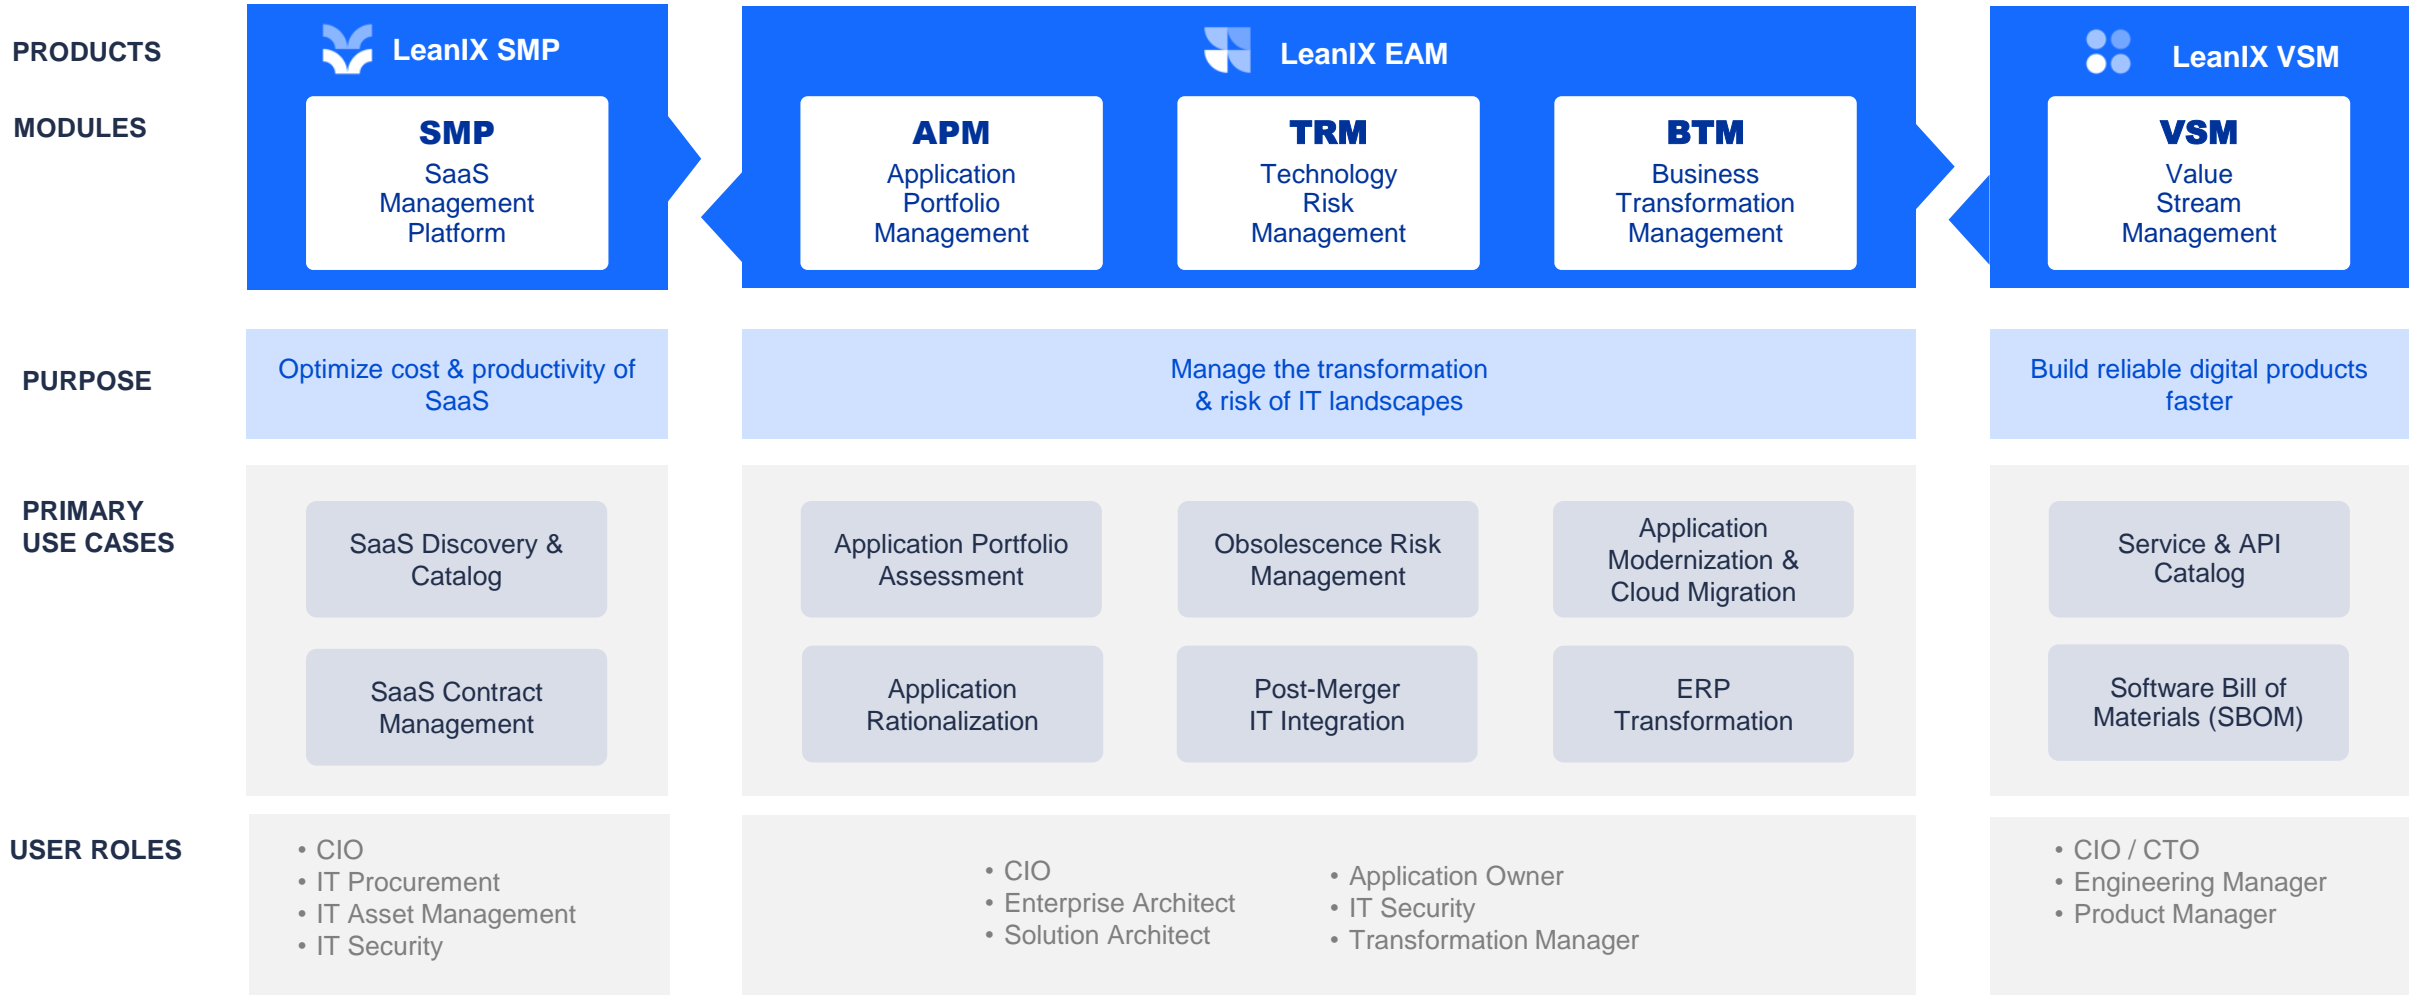 PRODUCTS
LeanIX SMP
LeanIX EAM
LeanIX VSM
MODULES
SMP
SaaS
Management
Platform
APM
Application
Portfolio
Management
TRM
Technology
Risk
Management
BTM
Business
Transformation
Management
VSM
Value
Stream
Management
PURPOSE
Optimize cost & productivity of
SaaS
Manage the transformation
& risk of IT landscapes
Build reliable digital products
faster
PRIMARY
USE CASES
SaaS Discovery &
Catalog
Application Portfolio
Assessment
Obsolescence Risk
Management
Application
Modernization &
Cloud Migration
Service & API
Catalog
SaaS Contract
Management
Application
Rationalization
Post-Merger
IT Integration
ERP
Transformation
Software Bill of
Materials (SBOM)
USER ROLES
• CIO
• IT Procurement
• IT Asset Management
• IT Security
• CIO
• Enterprise Architect
• Solution Architect
• Application Owner
• IT Security
• Transformation Manager
• CIO / CTO
• Engineering Manager
• Product Manager